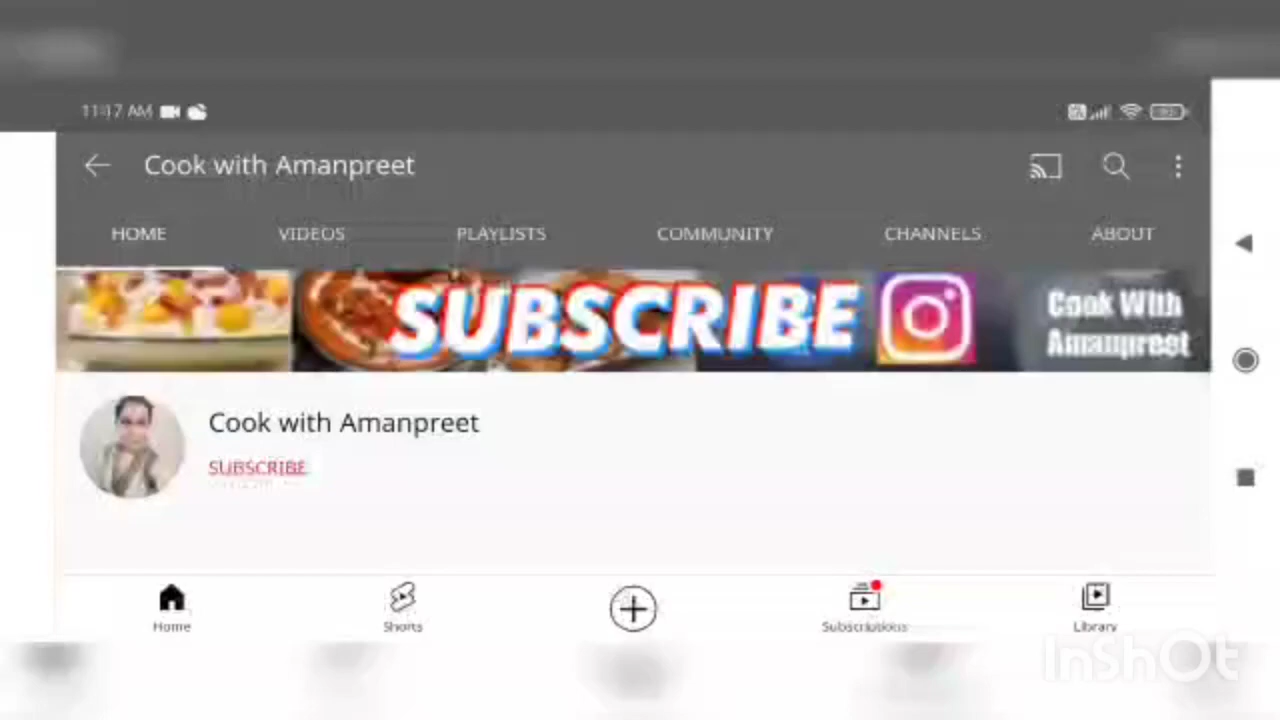 11:17 AM
Cook with Amanpreet
HOME VIDEOS PLAYLISTS COMMUNITY CHANNELS ABOUT
SUBSCRIBE
Cook With
Amanpreet
Cook with Amanpreet
SUBSCRIBE
Home Shorts Subscriptions Library
InShOt